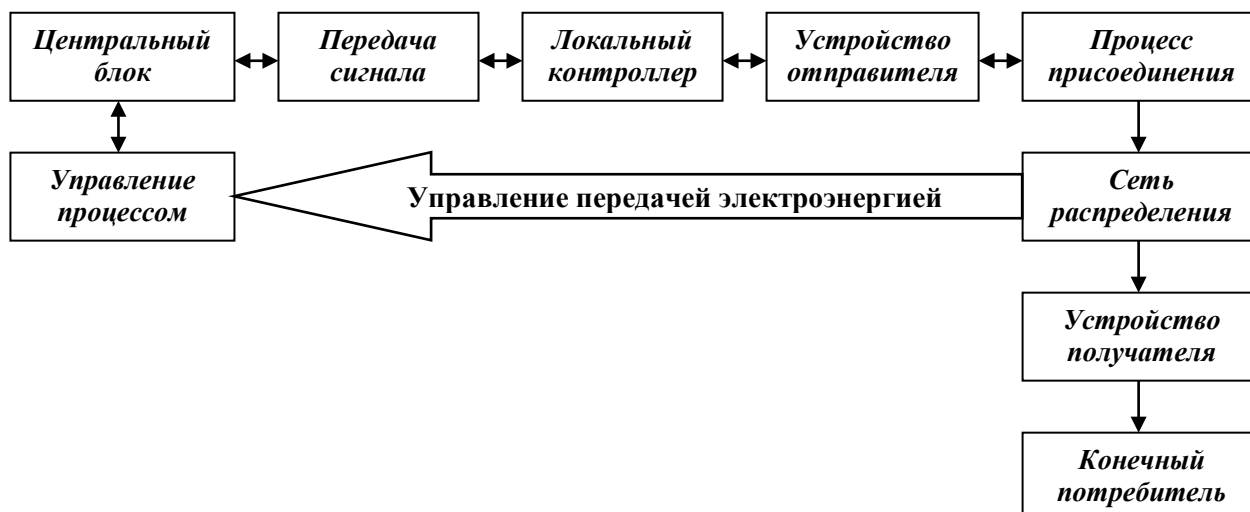 Центральный
блок
Передача
сигнала
Локальный
контроллер
Устройство
отправителя
Процесс
присоединения
Управление
процессом
Управление передачей электроэнергией
Сеть
распределения
Устройство
получателя
Конечный
потребитель